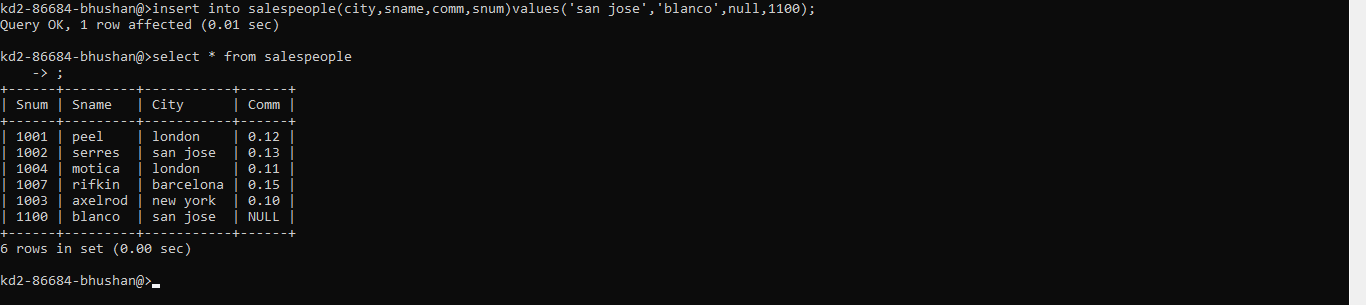 kd2-86684-bhushan@>insert into salespeople(city,sname,comm,snum)values('san jose','blanco',null,1100);
Query OK, 1 row affected (0.01 sec)

kd2-86684-bhushan@>select * from salespeople
    -> ;
+------+---------+-----------+------+
| Snum | Sname   | City      | Comm |
+------+---------+-----------+------+
| 1001 | peel    | london    | 0.12 |
| 1002 | serres  | san jose  | 0.13 |
| 1004 | motica  | london    | 0.11 |
| 1007 | rifkin  | barcelona | 0.15 |
| 1003 | axelrod | new york  | 0.10 |
| 1100 | blanco  | san jose  | NULL |
+------+---------+-----------+------+
6 rows in set (0.00 sec)

kd2-86684-bhushan@>